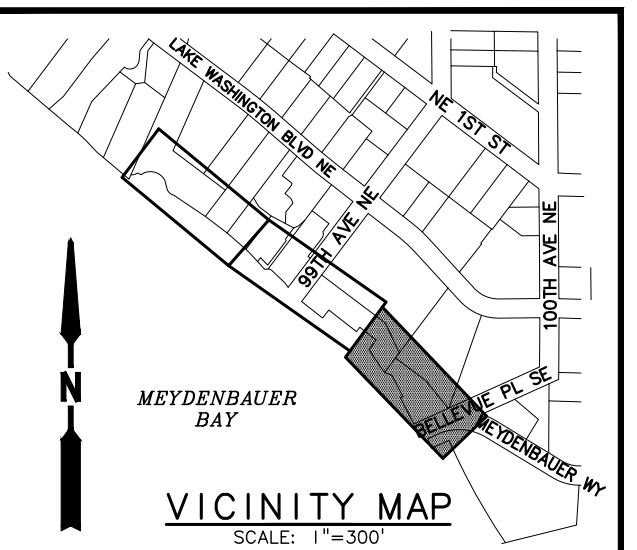 LAKE WASHINGTON BLVD NE
NE 1ST ST
99TH AVE NE
100TH AVE NE
N
MEYDENBAUER
BAY
BELLEVUE PL SE
MEYDENBAUER WY
VICINITY MAP
SCALE: 1"=300'